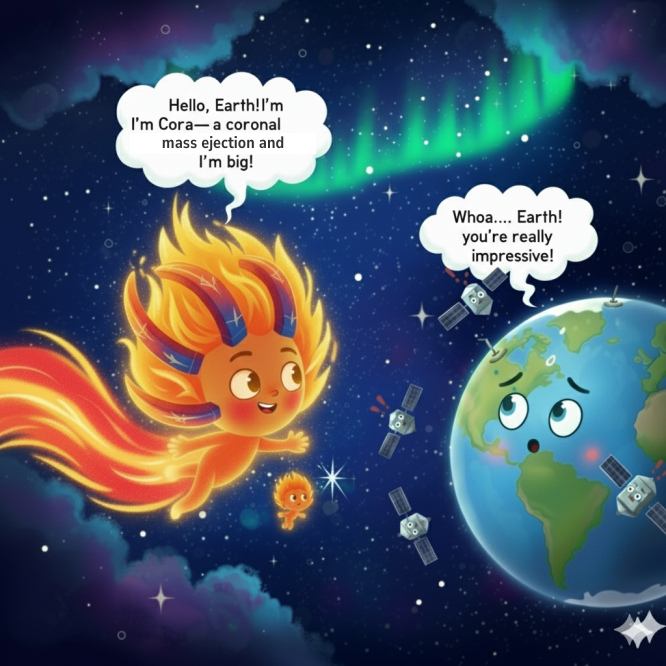 Hello, Earth!I'm
I'm Cora— a coronal
mass ejection and
I'm big!
Whoa.... Earth!
you're really
impressive!